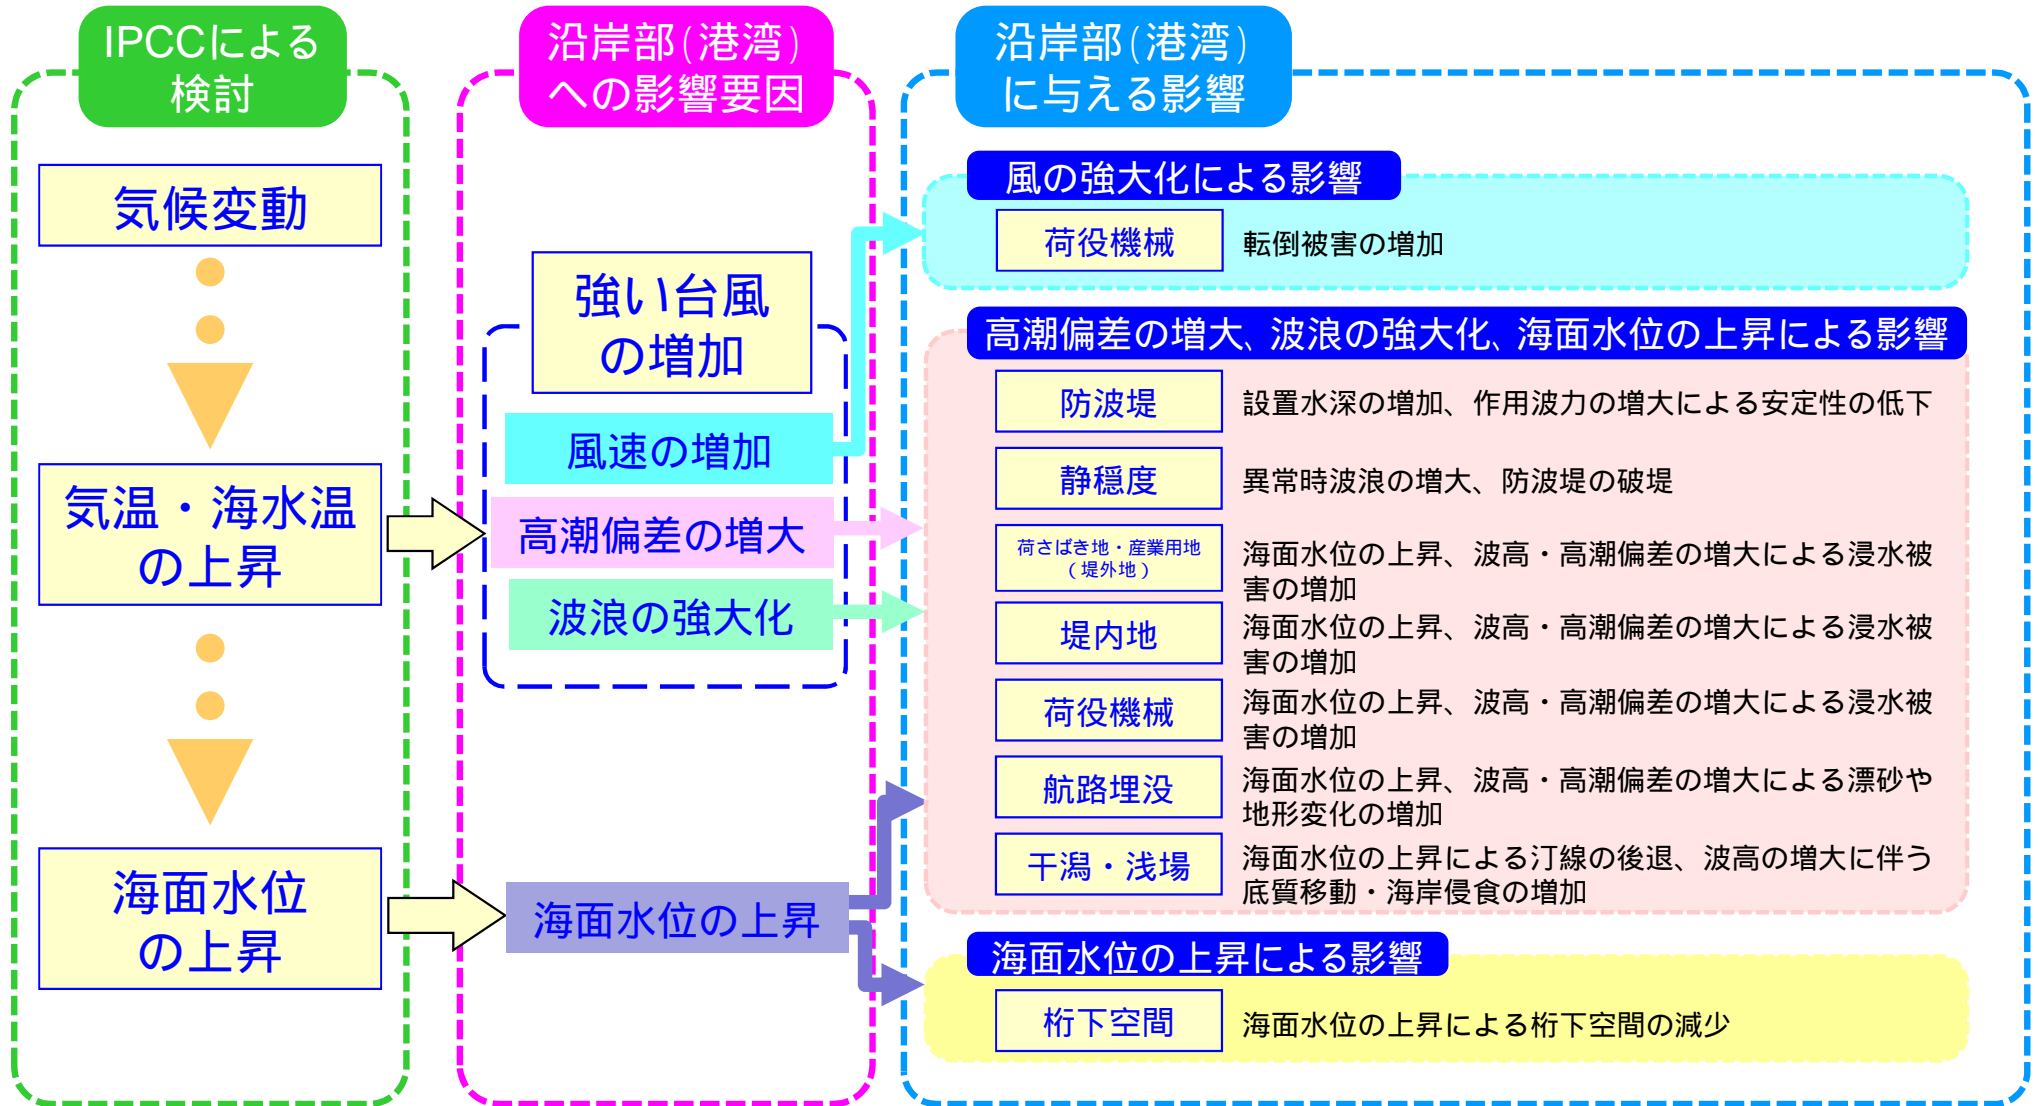 IPCCによる
検討
気候変動
気温・海水温
の上昇
海面水位
の上昇
沿岸部(港湾)
への影響要因
強い台風
の増加
風速の増加
高潮偏差の増大
波浪の強大化
海面水位の上昇
沿岸部(港湾)
に与える影響
風の強大化による影響
荷役機械
転倒被害の増加
高潮偏差の増大、波浪の強大化、海面水位の上昇による影響
防波堤
設置水深の増加、作用波力の増大による安定性の低下
静穏度
異常時波浪の増大、防波堤の破堤
荷さばき地・産業用地
(堤外地)
海面水位の上昇、波高・高潮偏差の増大による浸水被
害の増加
堤内地
海面水位の上昇、波高・高潮偏差の増大による浸水被
害の増加
荷役機械
海面水位の上昇、波高・高潮偏差の増大による浸水被
害の増加
航路埋没
海面水位の上昇、波高・高潮偏差の増大による漂砂や
地形変化の増加
干潟・浅場
海面水位の上昇による汀線の後退、波高の増大に伴う
底質移動・海岸侵食の増加
海面水位の上昇による影響
桁下空間
海面水位の上昇による桁下空間の減少